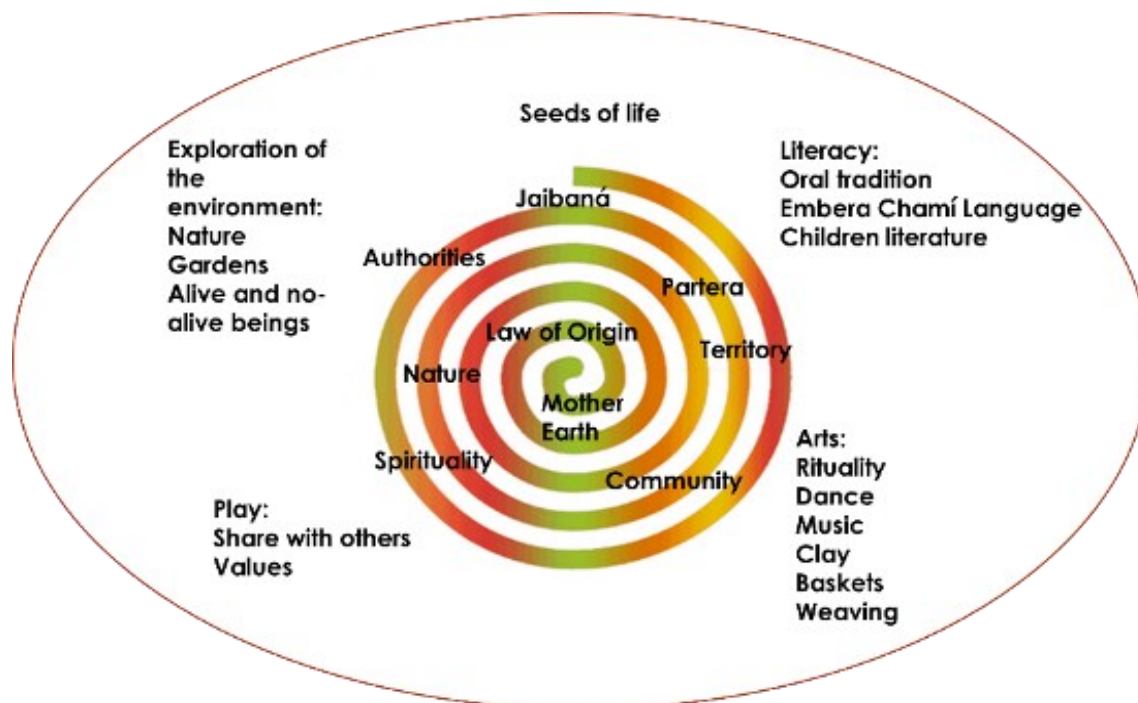 Seeds of life
Exploration of
the
environment:
Nature
Gardens
Alive and no-
alive beings
Literacy:
Oral tradition
Embera Chamí Language
Children literature
Jaibaná
Authorities
Partera
Law of Origin
Territory
Nature
Mother
Earth
Spirituality
Community
Play:
Share with others
Values
Arts:
Rituality
Dance
Music
Clay
Baskets
Weaving